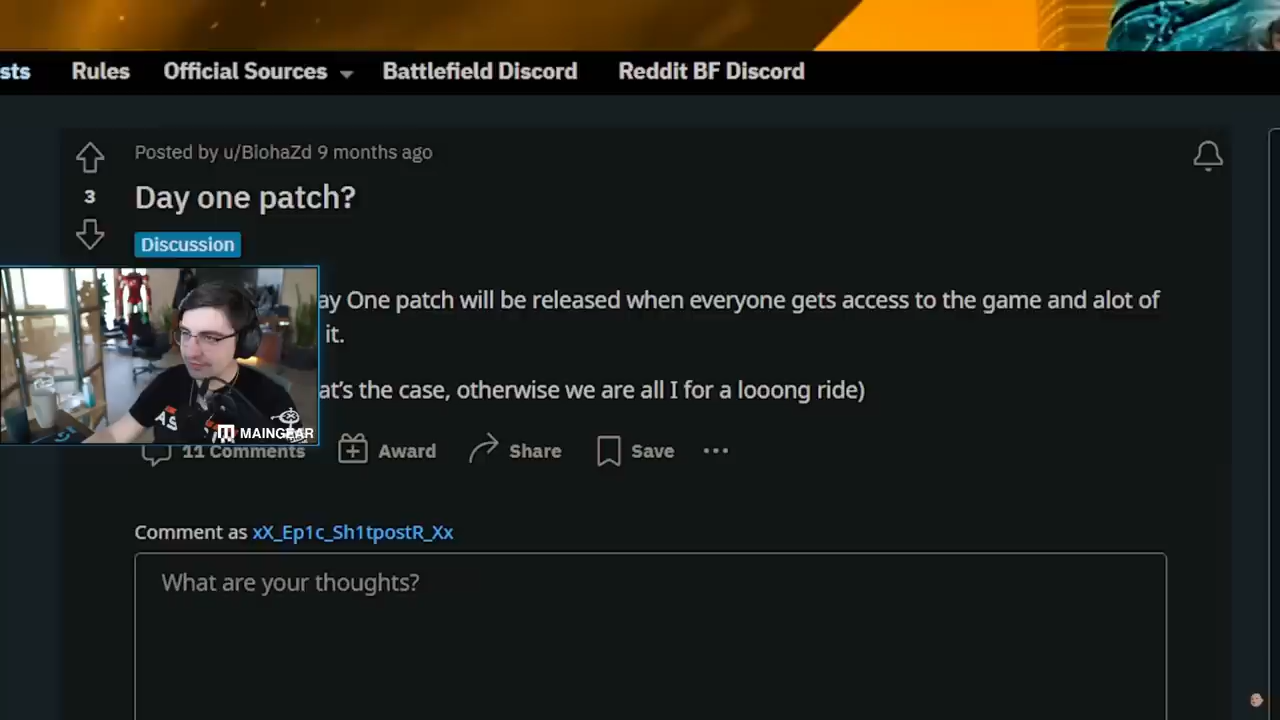 sts Rules Official Sources Battlefield Discord Reddit BF Discord
Posted by u/BiohaZd 9 months ago
3
Day one patch?
Discussion
ay One patch will be released when everyone gets access to the game and alot of
it.
at's the case, otherwise we are all I for a looong ride)
MAINGEAR
11 Comments Award Share Save
Comment as xX_Ep1c_Sh1tpostR_Xx
What are your thoughts?